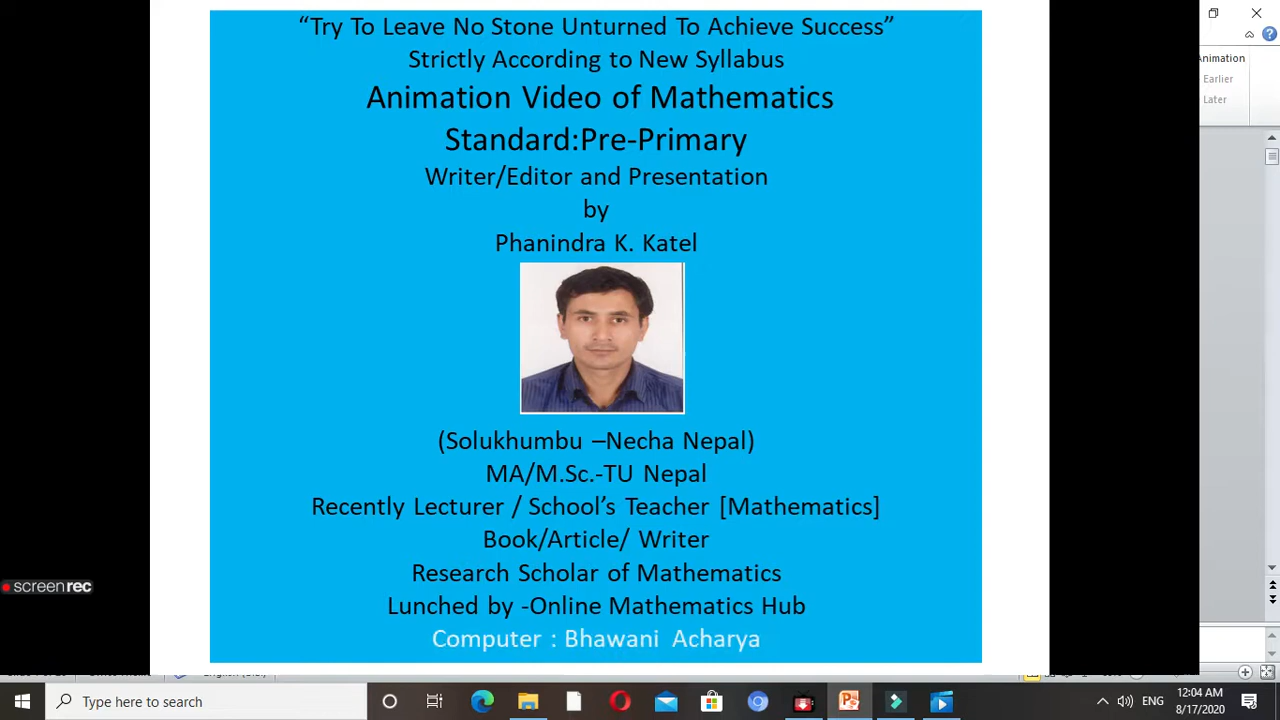 “Try To Leave No Stone Unturned To Achieve Success”
Strictly According to New Syllabus
Animation Video of Mathematics
Standard:Pre-Primary
Writer/Editor and Presentation
by
Phanindra K. Katel
(Solukhumbu –Necha Nepal)
MA/M.Sc.-TU Nepal
Recently Lecturer / School’s Teacher [Mathematics]
Book/Article/ Writer
Research Scholar of Mathematics
Lunched by -Online Mathematics Hub
Computer : Bhawani Acharya
Animation
Earlier
Later
screenrec
Type here to search
ENG
12:04 AM
8/17/2020